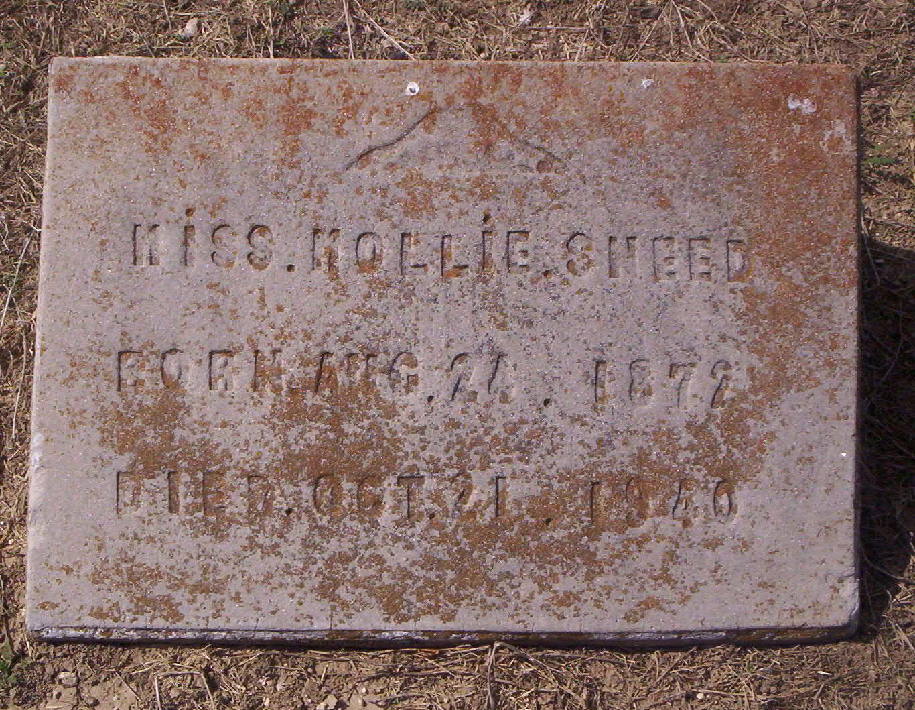 MiSS. MOLLiE. SNEED
BORN. AUG. 24. 1872
DIED. OCT. 21. 1940